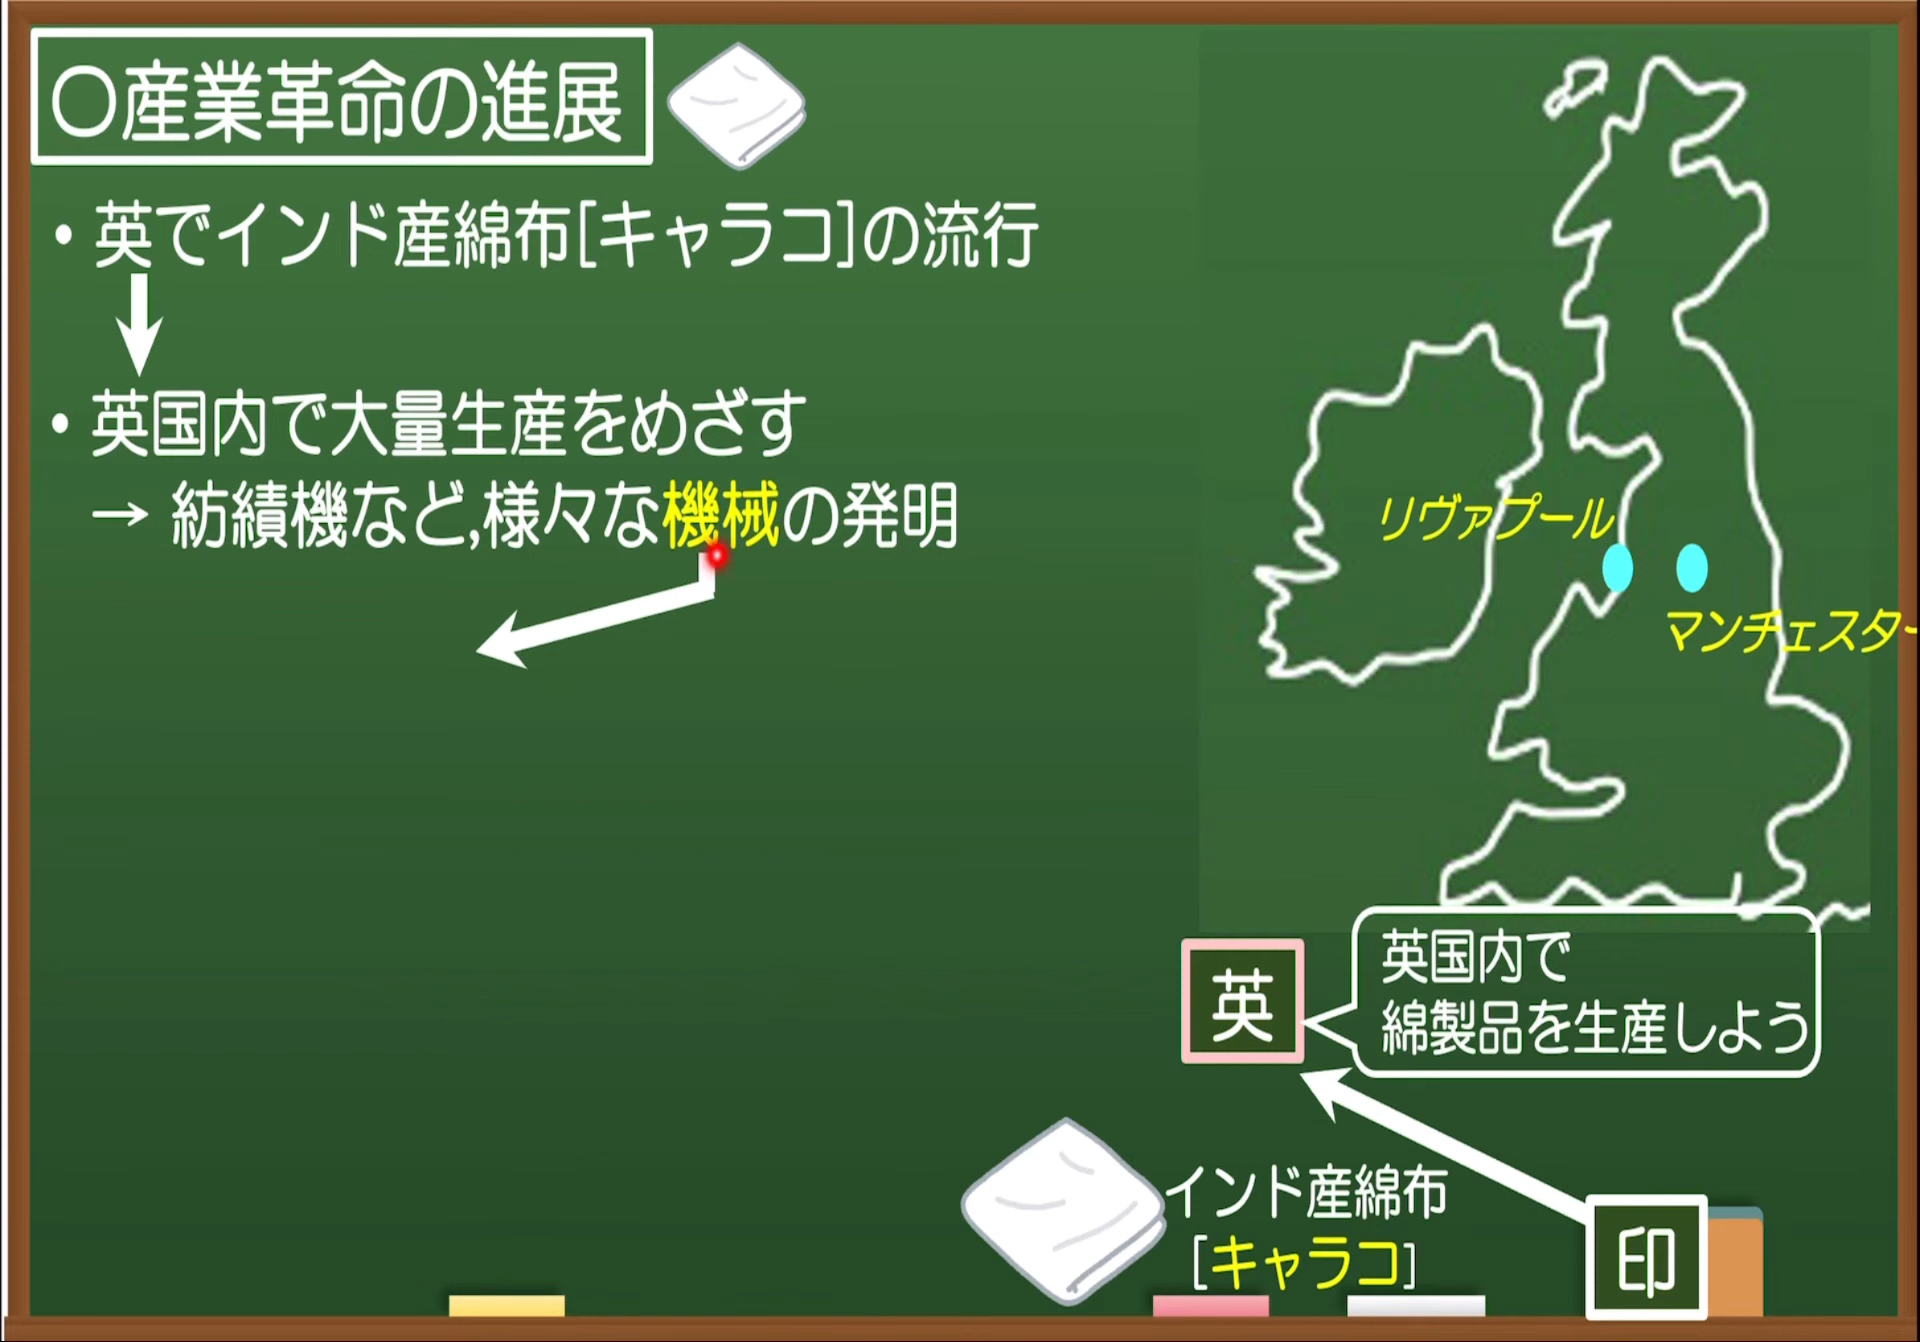 〇産業革命の進展
・英でインド産綿布[キャラコ]の流行
・英国内で大量生産をめざす
→ 紡績機など,様々な機械の発明
リヴァプール
マンチェスター
英国内で
綿製品を生産しよう
英
インド産綿布
[キャラコ]
印